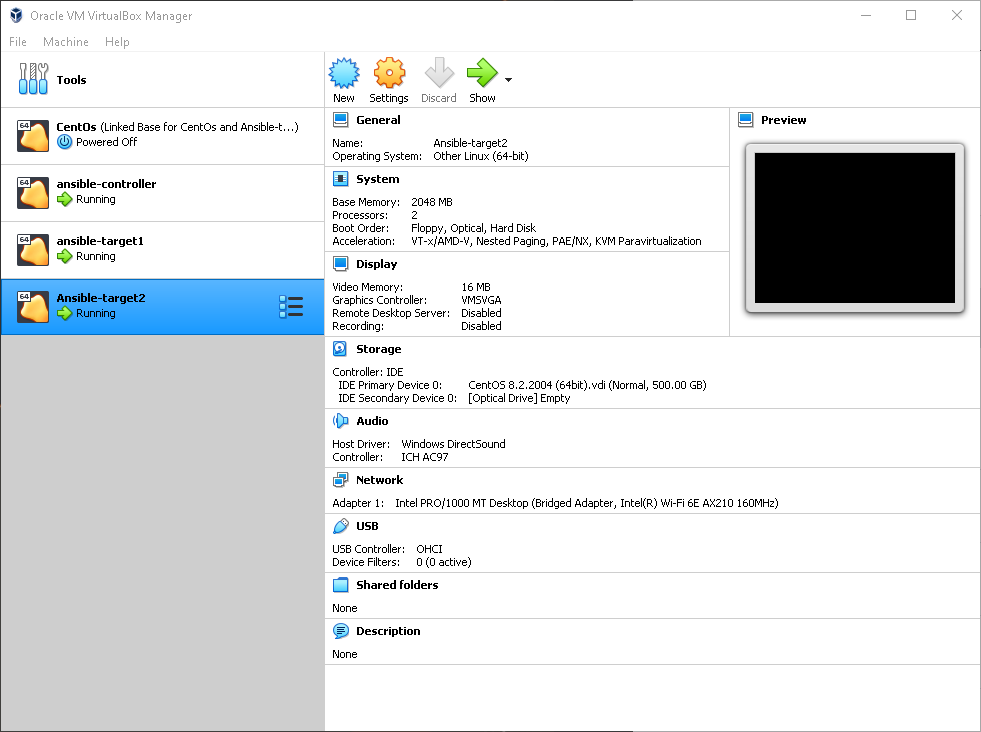 Oracle VM VirtualBox Manager
File Machine Help
Tools
New Settings Discard Show
64
CentOs (Linked Base for CentOs and Ansible-t...)
Powered Off
64
ansible-controller
Running
64
ansible-target1
Running
64
Ansible-target2
Running
General
Name: Ansible-target2
Operating System: Other Linux (64-bit)
Preview
System
Base Memory: 2048 MB
Processors: 2
Boot Order: Floppy, Optical, Hard Disk
Acceleration: VT-x/AMD-V, Nested Paging, PAE/NX, KVM Paravirtualization
Display
Video Memory: 16 MB
Graphics Controller: VMSVGA
Remote Desktop Server: Disabled
Recording: Disabled
Storage
Controller: IDE
IDE Primary Device 0: CentOS 8.2.2004 (64bit).vdi (Normal, 500.00 GB)
IDE Secondary Device 0: [Optical Drive] Empty
Audio
Host Driver: Windows DirectSound
Controller: ICH AC97
Network
Adapter 1: Intel PRO/1000 MT Desktop (Bridged Adapter, Intel(R) Wi-Fi 6E AX210 160MHz)
USB
USB Controller: OHCI
Device Filters: 0 (0 active)
Shared folders
None
Description
None